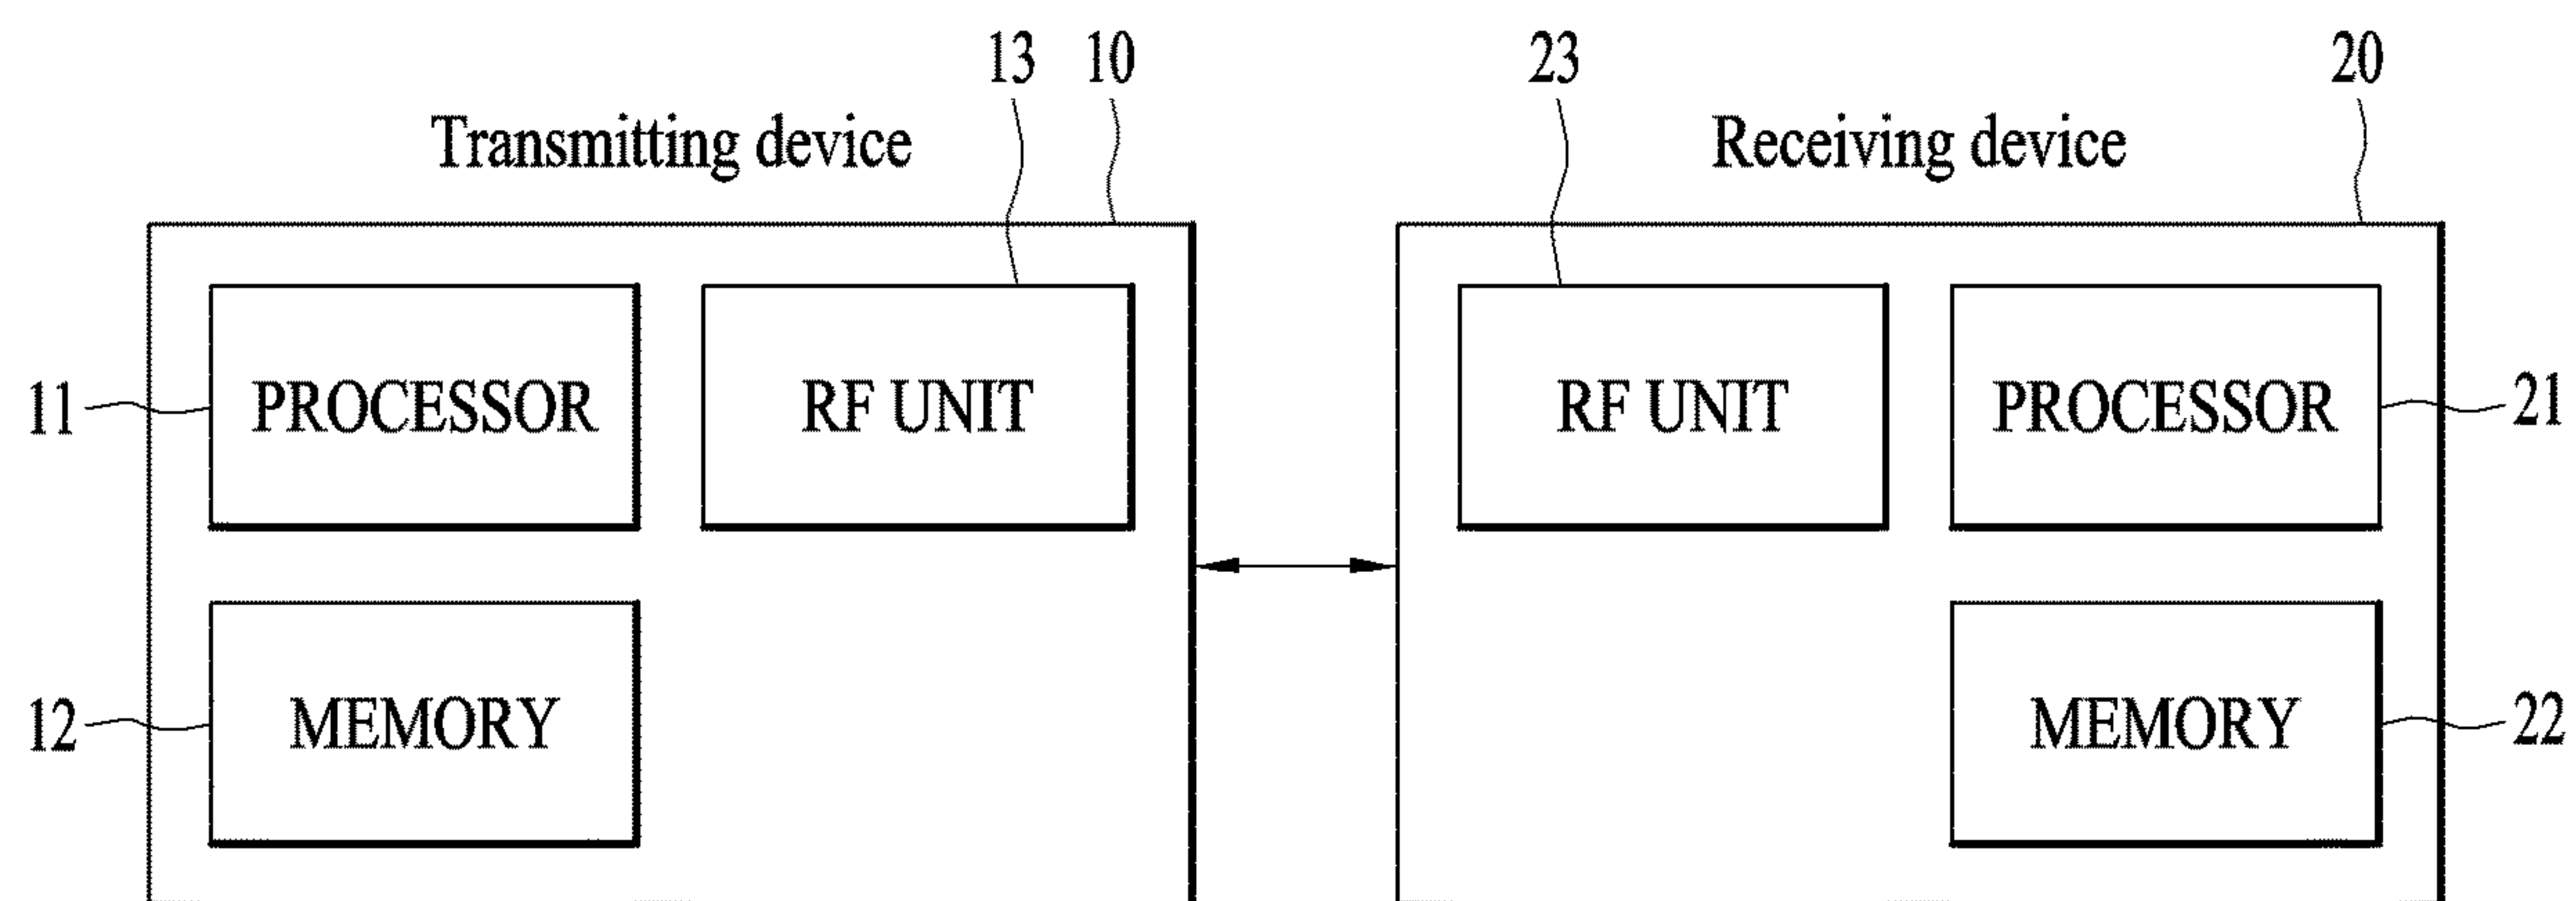 13 10 23 20
Transmitting device Receiving device
11 PROCESSOR RF UNIT RF UNIT PROCESSOR 21
12 MEMORY MEMORY 22